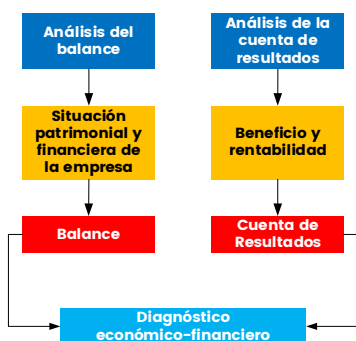 Análisis del
balance
Análisis de la
cuenta de
resultados
Situación
patrimonial y
financiera de
la empresa
Beneficio y
rentabilidad
Balance
Cuenta de
Resultados
Diagnóstico
económico-financiero